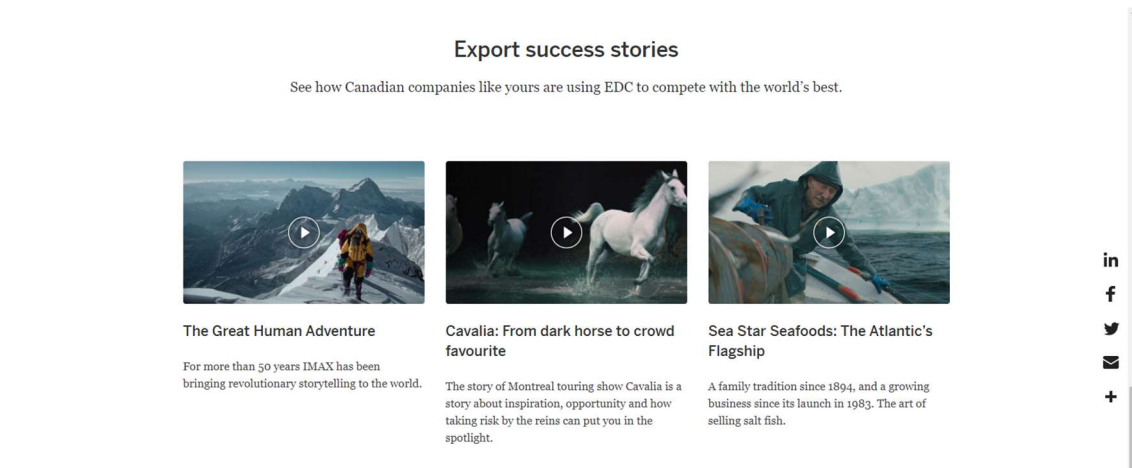 Export success stories
See how Canadian companies like yours are using EDC to compete with the world’s best.
The Great Human Adventure
For more than 50 years IMAX has been
bringing revolutionary storytelling to the world.
Cavalia: From dark horse to crowd
favourite
The story of Montreal touring show Cavalia is a
story about inspiration, opportunity and how
taking risk by the reins can put you in the
spotlight.
Sea Star Seafoods: The Atlantic’s
Flagship
A family tradition since 1894, and a growing
business since its launch in 1983. The art of
selling salt fish.